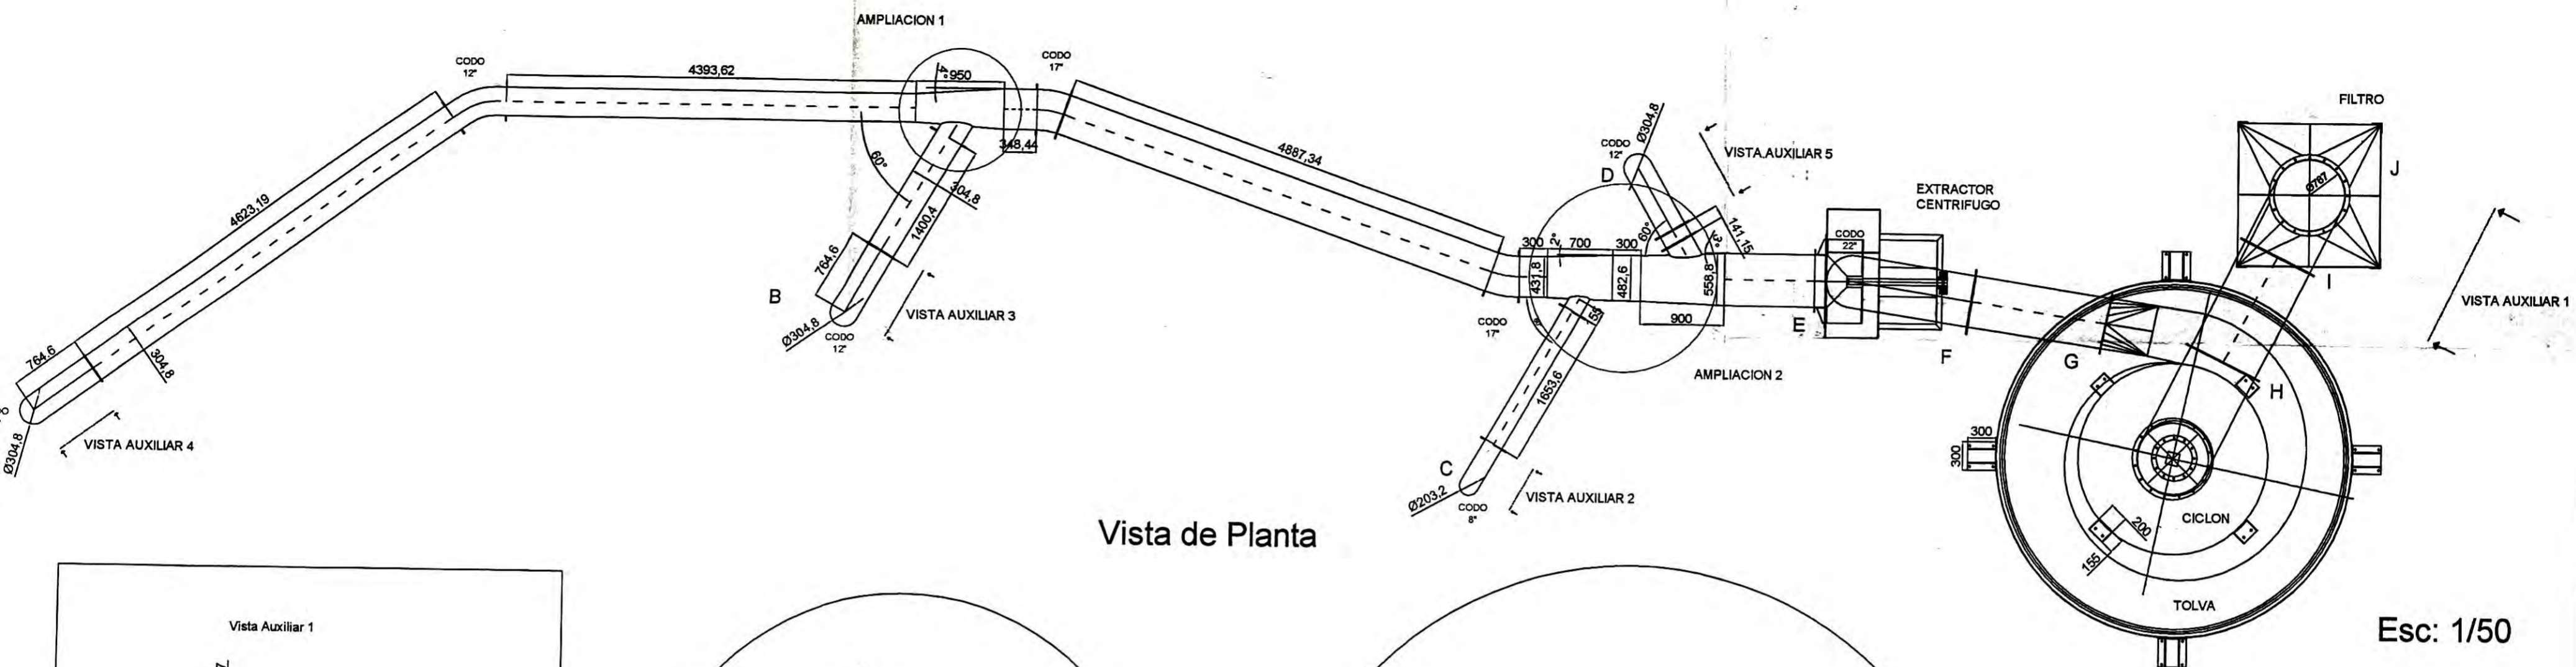 AMPLIACION 1
CODO
12"
4393,62
4°
950
CODO
17"
348,44
60°
304,8
1400,4
764,6
B
Ø304,8
CODO
12"
VISTA AUXILIAR 3
4623,19
764,6
304,8
Ø304,8
VISTA AUXILIAR 4
4887,34
CODO
12"
Ø304,8
D
VISTA AUXILIAR 5
60°
3°
141,15
300
2°
700
300
431,8
482,6
558,8
900
CODO
17"
155
1653,6
C
Ø203,2
CODO
8"
VISTA AUXILIAR 2
AMPLIACION 2
E
CODO
22"
EXTRACTOR
CENTRIFUGO
F
G
H
I
J
FILTRO
Ø787
VISTA AUXILIAR 1
300
300
200
155
CICLON
TOLVA
Vista de Planta
Esc: 1/50
Vista Auxiliar 1